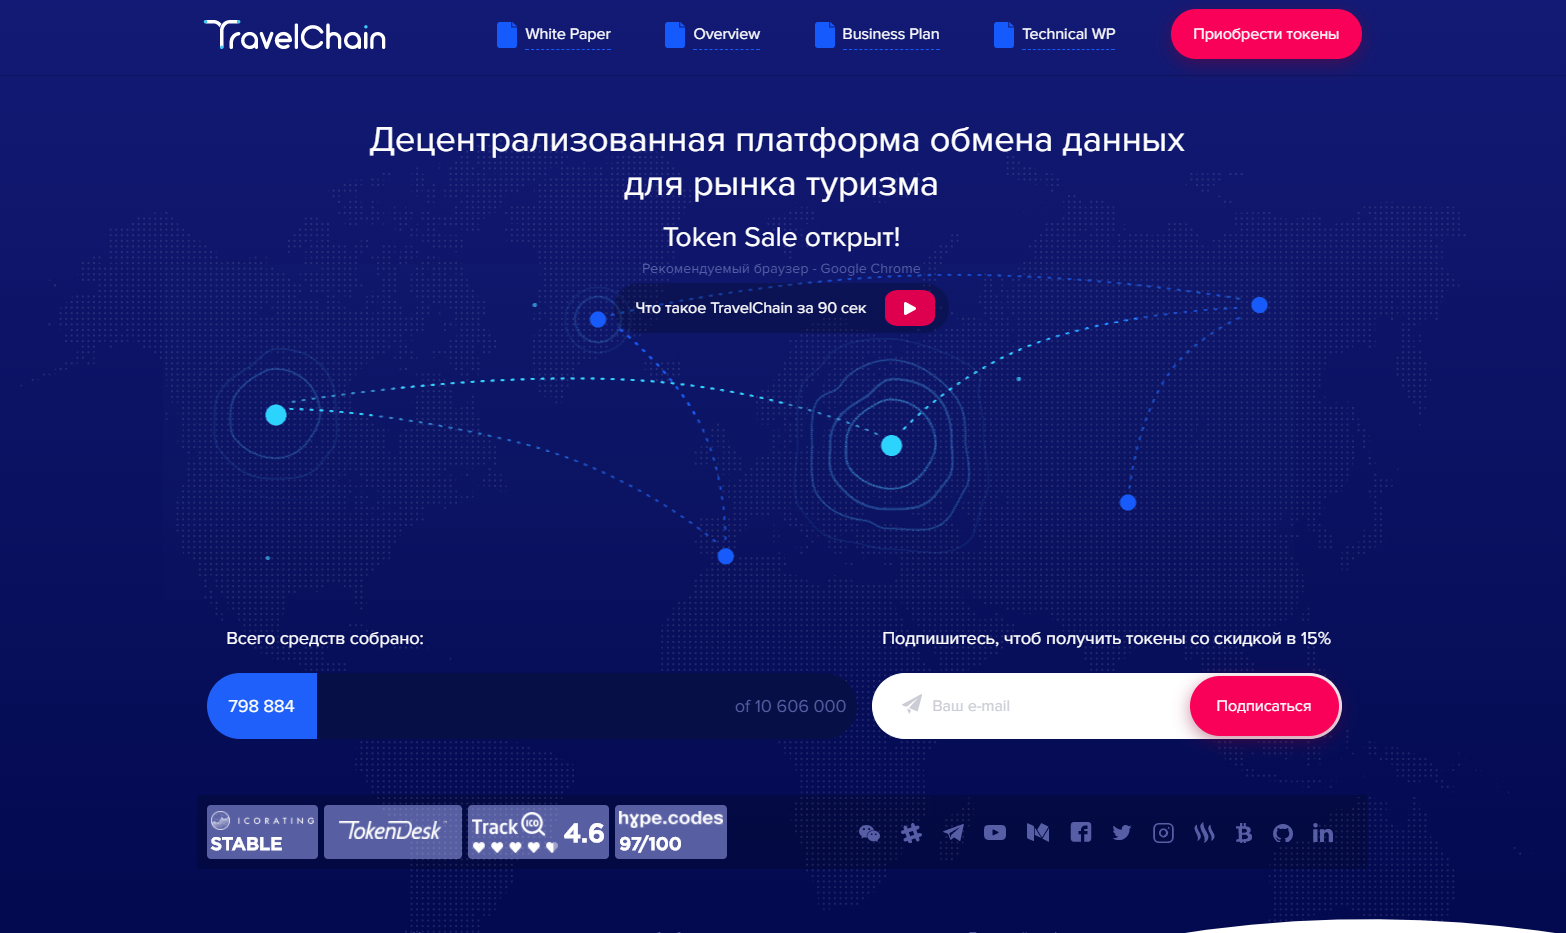 TravelChain
White Paper
Overview
Business Plan
Technical WP
Приобрести токены
Децентрализованная платформа обмена данных
для рынка туризма
Token Sale открыт!
Рекомендуемый браузер - Google Chrome
Что такое TravelChain за 90 сек
Всего средств собрано:
798 884
of 10 606 000
Подпишитесь, чтоб получить токены со скидкой в 15%
Ваш e-mail
Подписаться
ICORATING
STABLE
TokenDesk
Track ICO
4.6
hype.codes
97/100